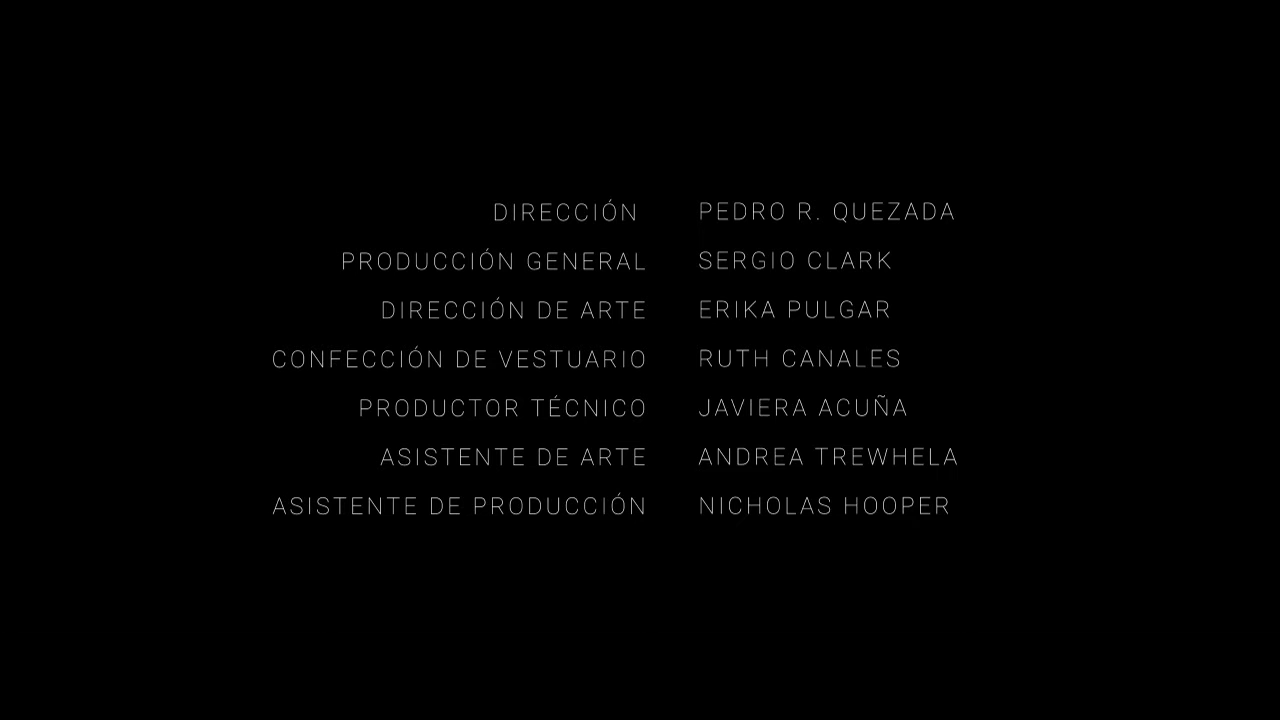 DIRECCIÓN PEDRO R. QUEZADA
PRODUCCIÓN GENERAL SERGIO CLARK
DIRECCIÓN DE ARTE ERIKA PULGAR
CONFECCIÓN DE VESTUARIO RUTH CANALES
PRODUCTOR TÉCNICO JAVIERA ACUÑA
ASISTENTE DE ARTE ANDREA TREWHELA
ASISTENTE DE PRODUCCIÓN NICHOLAS HOOPER